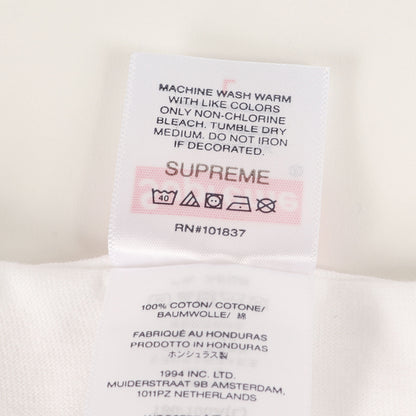 MACHINE WASH WARM
WITH LIKE COLORS
ONLY NON-CHLORINE
BLEACH. TUMBLE DRY
MEDIUM. DO NOT IRON
IF DECORATED.
SUPREME
40
RN#101837
100% COTON/ COTONE/
BAUMWOLLE/ 綿
FABRIQUÉ AU HONDURAS
PRODOTTO IN HONDURAS
ホンジュラス製
1994 INC. LTD.
MUIDERSTRAAT 9B AMSTERDAM,
1011PZ NETHERLANDS